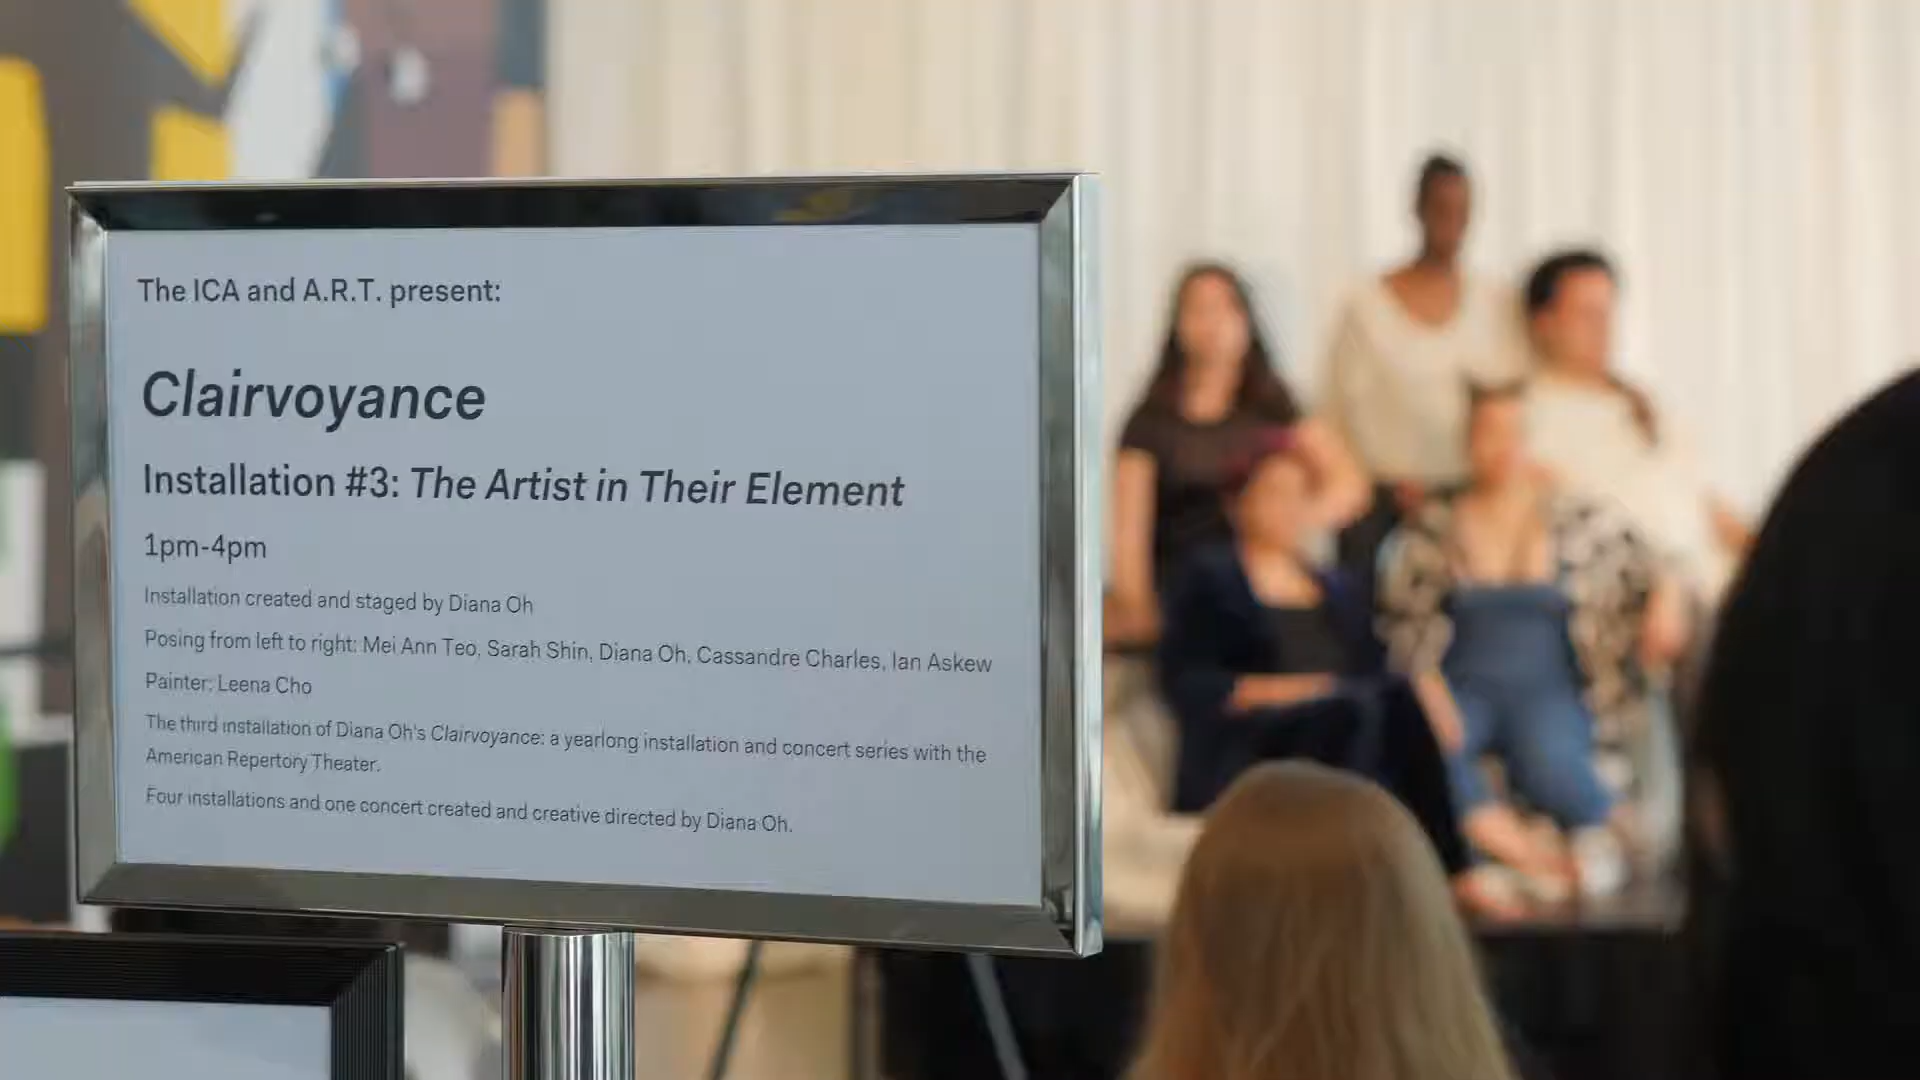 The ICA and A.R.T. present:
Clairvoyance
Installation #3: The Artist in Their Element
1pm-4pm
Installation created and staged by Diana Oh
Posing from left to right: Mei Ann Teo, Sarah Shin, Diana Oh, Cassandre Charles, Ian Askew
Painter: Leena Cho
The third installation of Diana Oh's Clairvoyance: a yearlong installation and concert series with the
American Repertory Theater.
Four installations and one concert created and creative directed by Diana Oh.